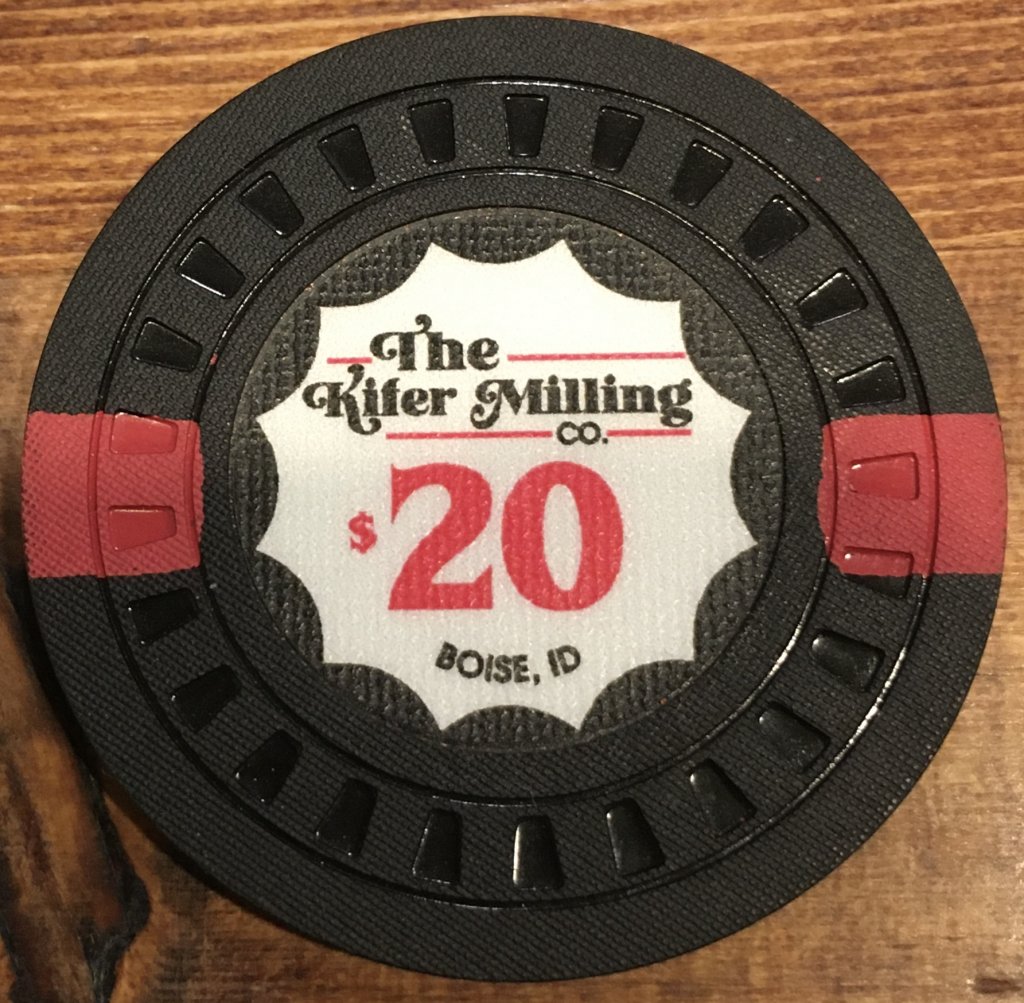 The
Kifer Milling
CO.
$20
BOISE, ID